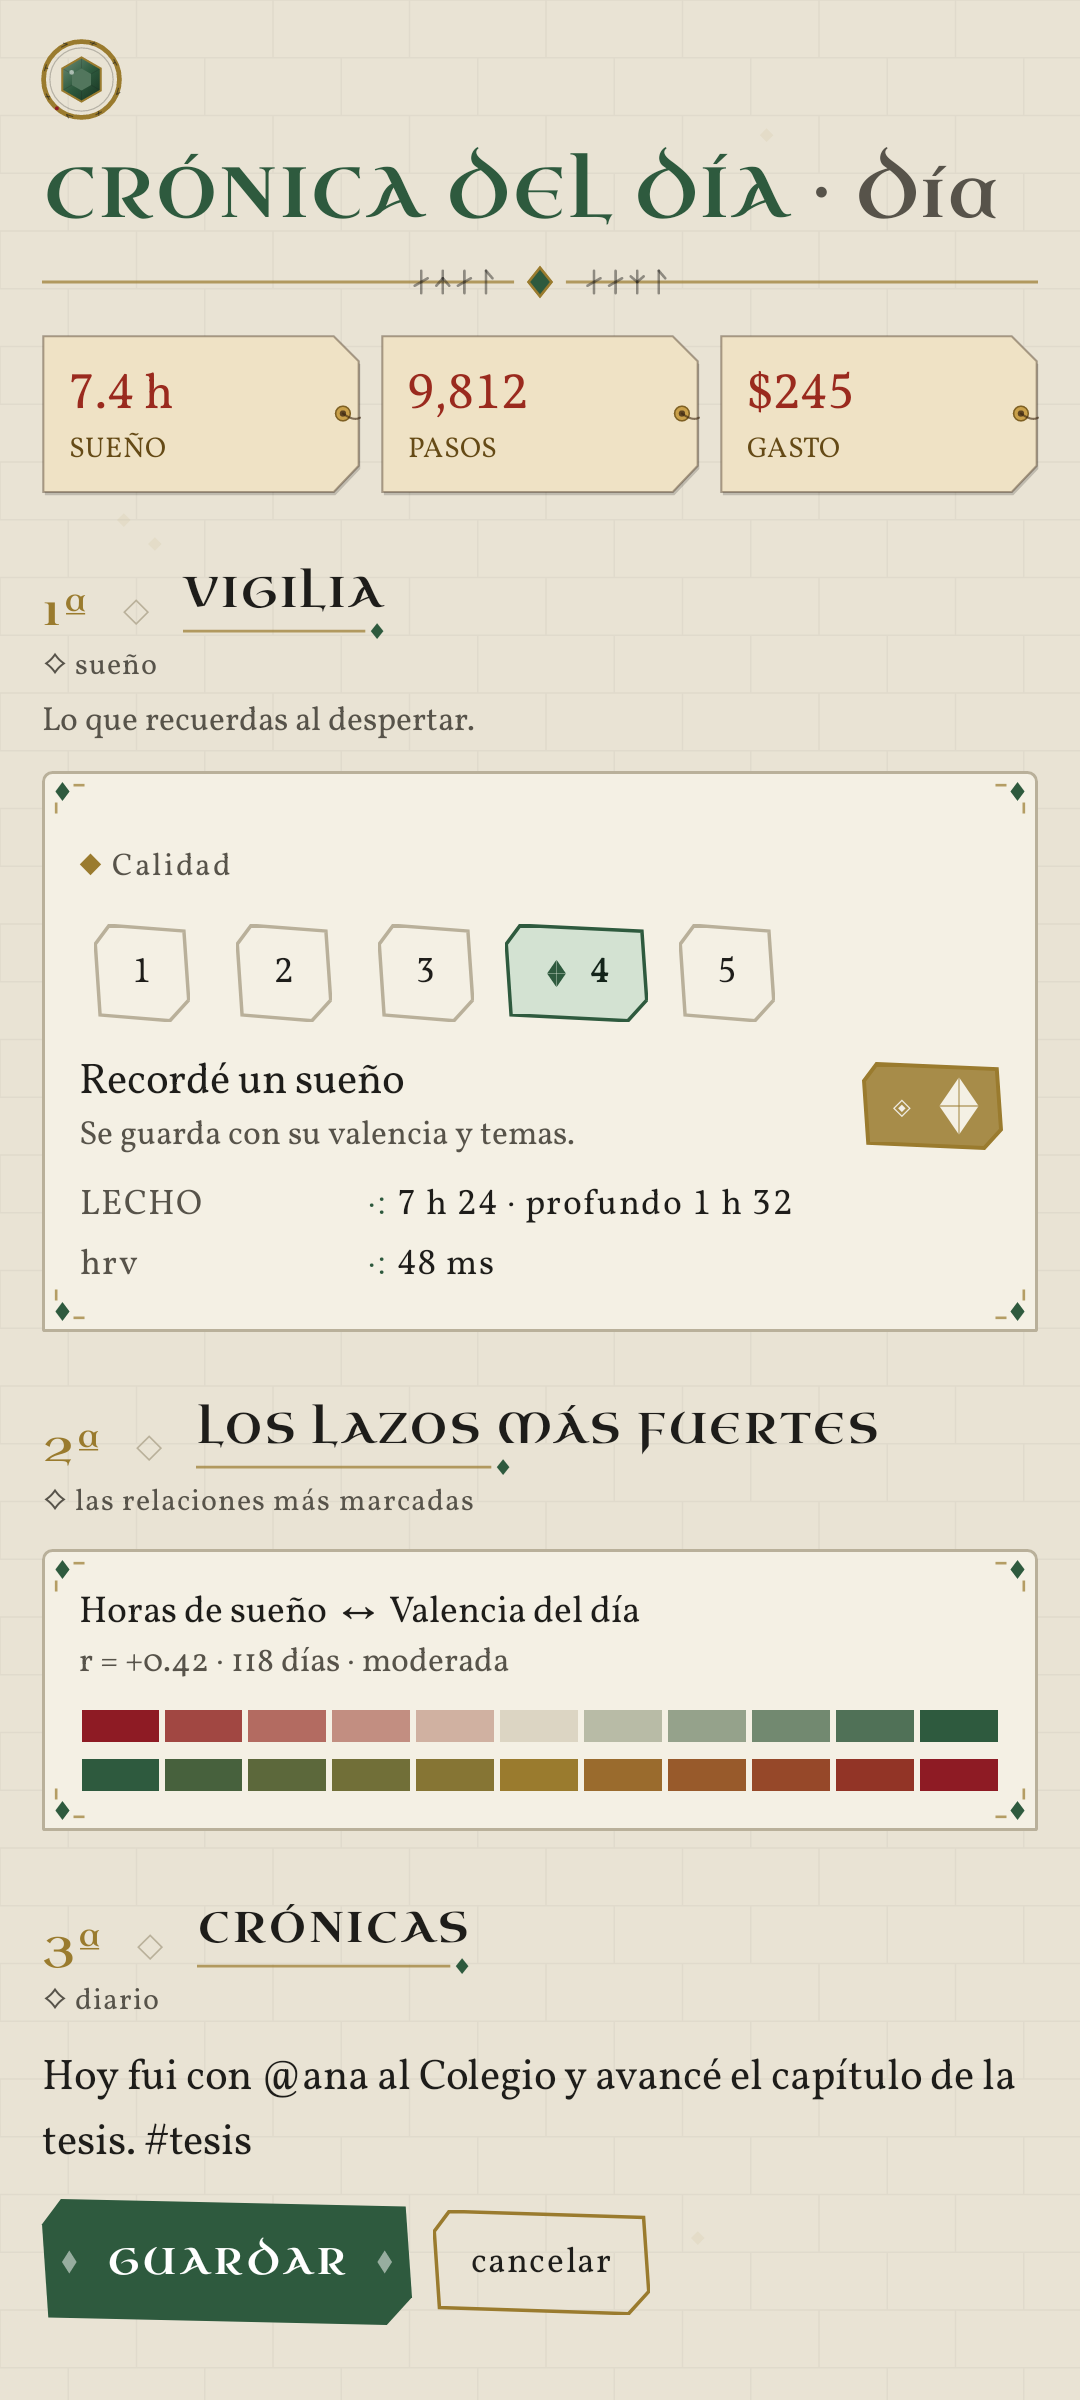 CRÓNICA DEL DÍA · día
7.4 h
SUEÑO
9,812
PASOS
$245
GASTO
1ª ◇ VIGILIA
✧ sueño
Lo que recuerdas al despertar.
◆ Calidad
1 2 3 4 5
Recordé un sueño
Se guarda con su valencia y temas.
LECHO ·: 7 h 24 · profundo 1 h 32
hrv ·: 48 ms
2ª ◇ LOS LAZOS MÁS FUERTES
✧ las relaciones más marcadas
Horas de sueño ↔ Valencia del día
r = +0.42 · 118 días · moderada
3ª ◇ CRÓNICAS
✧ diario
Hoy fui con @ana al Colegio y avancé el capítulo de la
tesis. #tesis
GUARDAR
cancelar